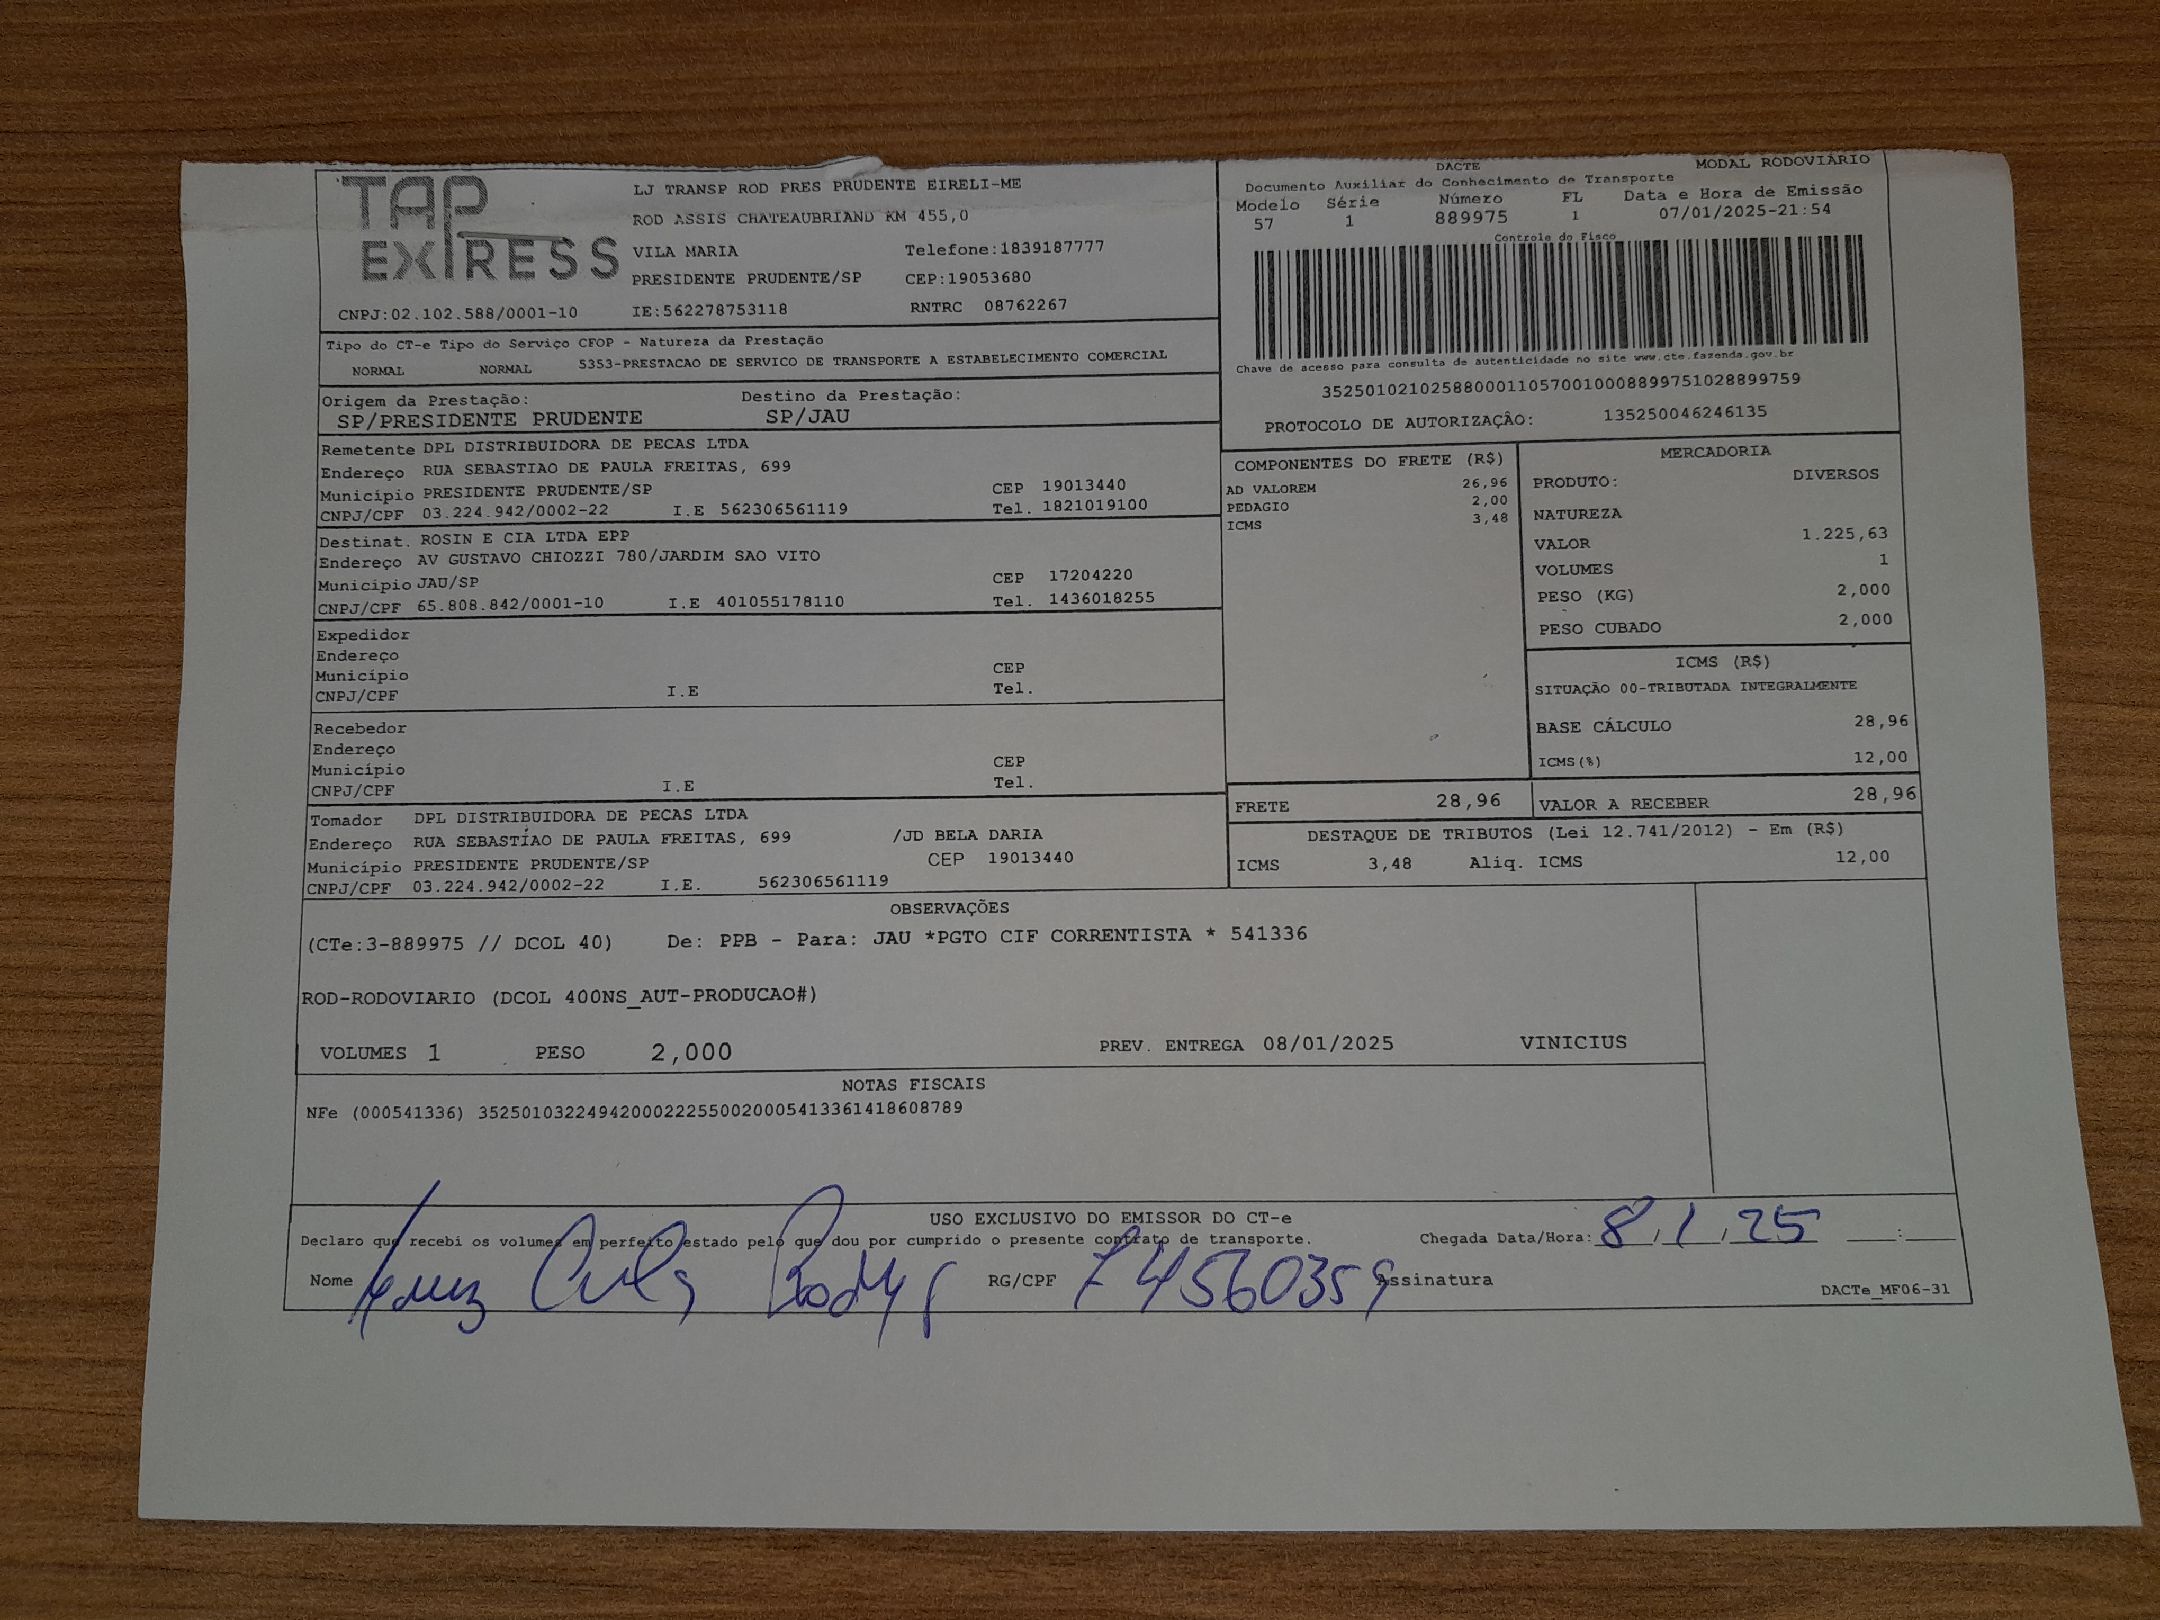 TAP
EXPRESS
LJ TRANSP ROD PRES PRUDENTE EIRELI-ME
ROD ASSIS CHATEAUBRIAND KM 455,0
VILA MARIA Telefone:1839187777
PRESIDENTE PRUDENTE/SP CEP:19053680
CNPJ:02.102.588/0001-10 IE:562278753118 RNTRC 08762267
DACTE MODAL RODOVIÁRIO
Documento Auxiliar do Conhecimento de Transporte
Modelo Série Número FL Data e Hora de Emissão
57 1 889975 1 07/01/2025-21:54
Controle do Fisco
Chave de acesso para consulta de autenticidade no site www.cte.fazenda.gov.br
35250102102588000110570010008899751028899759
PROTOCOLO DE AUTORIZAÇÂO: 135250046246135
Tipo do CT-e Tipo do Serviço CFOP - Natureza da Prestação
NORMAL NORMAL 5353-PRESTACAO DE SERVICO DE TRANSPORTE A ESTABELECIMENTO COMERCIAL
Origem da Prestação: Destino da Prestação:
SP/PRESIDENTE PRUDENTE SP/JAU
Remetente DPL DISTRIBUIDORA DE PECAS LTDA
Endereço RUA SEBASTIAO DE PAULA FREITAS, 699
Município PRESIDENTE PRUDENTE/SP CEP 19013440
CNPJ/CPF 03.224.942/0002-22 I.E 562306561119 Tel. 1821019100
Destinat. ROSIN E CIA LTDA EPP
Endereço AV GUSTAVO CHIOZZI 780/JARDIM SAO VITO
Município JAU/SP CEP 17204220
CNPJ/CPF 65.808.842/0001-10 I.E 401055178110 Tel. 1436018255
Expedidor
Endereço
Município CEP
CNPJ/CPF I.E Tel.
Recebedor
Endereço
Município CEP
CNPJ/CPF I.E Tel.
Tomador DPL DISTRIBUIDORA DE PECAS LTDA
Endereço RUA SEBASTIÃO DE PAULA FREITAS, 699 /JD BELA DARIA
Município PRESIDENTE PRUDENTE/SP CEP 19013440
CNPJ/CPF 03.224.942/0002-22 I.E. 562306561119
COMPONENTES DO FRETE (R$)
AD VALOREM 26,96
PEDAGIO 2,00
ICMS 3,48
MERCADORIA
PRODUTO: DIVERSOS
NATUREZA
VALOR 1.225,63
VOLUMES 1
PESO (KG) 2,000
PESO CUBADO 2,000
ICMS (R$)
SITUAÇÃO 00-TRIBUTADA INTEGRALMENTE
BASE CÁLCULO 28,96
ICMS(%) 12,00
FRETE 28,96 VALOR A RECEBER 28,96
DESTAQUE DE TRIBUTOS (Lei 12.741/2012) - Em (R$)
ICMS 3,48 Aliq. ICMS 12,00
OBSERVAÇÕES
(CTe:3-889975 // DCOL 40) De: PPB - Para: JAU *PGTO CIF CORRENTISTA * 541336
ROD-RODOVIARIO (DCOL 400NS_AUT-PRODUCAO#)
VOLUMES 1 PESO 2,000 PREV. ENTREGA 08/01/2025 VINICIUS
NOTAS FISCAIS
NFe (000541336) 35250103224942000222550020005413361418608789
USO EXCLUSIVO DO EMISSOR DO CT-e
Declaro que recebi os volumes em perfeito estado pelo que dou por cumprido o presente contrato de transporte. Chegada Data/Hora: 8/1/25 :
Nome RG/CPF 74560359 Assinatura
DACTe_MF06-31